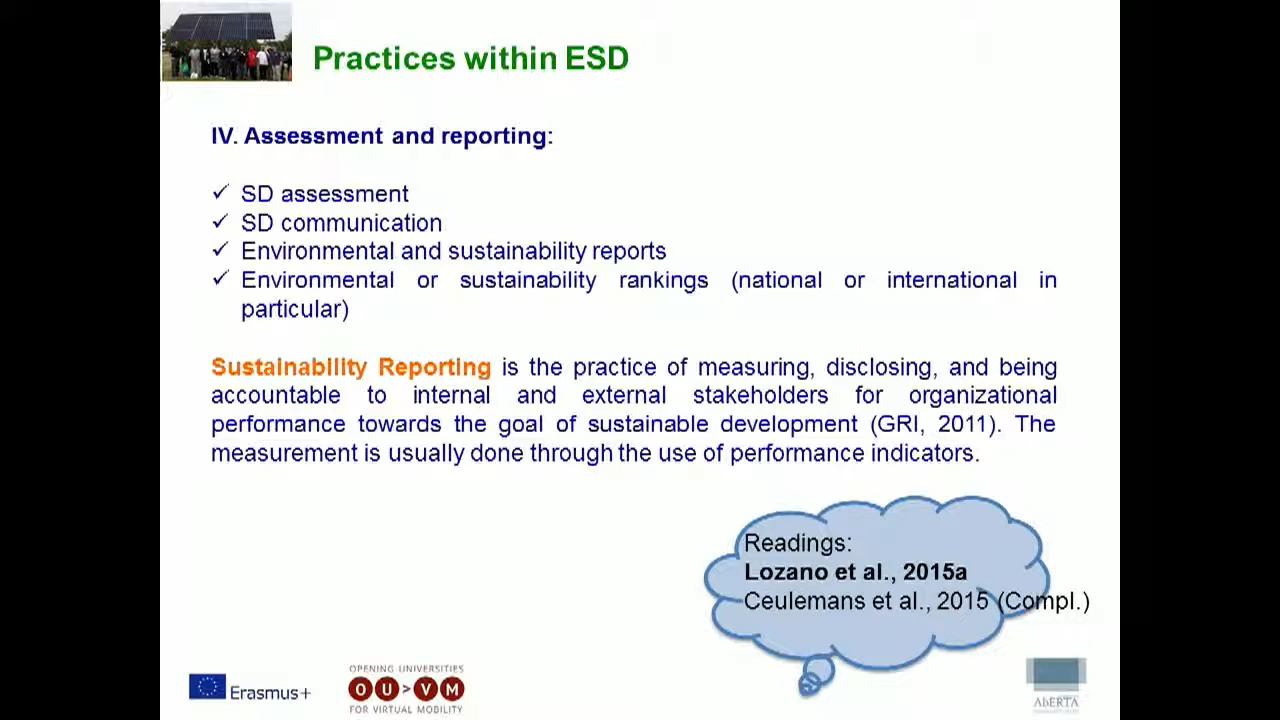 Practices within ESD
IV. Assessment and reporting:
✓ SD assessment
✓ SD communication
✓ Environmental and sustainability reports
✓ Environmental or sustainability rankings (national or international in
particular)
Sustainability Reporting is the practice of measuring, disclosing, and being
accountable to internal and external stakeholders for organizational
performance towards the goal of sustainable development (GRI, 2011). The
measurement is usually done through the use of performance indicators.
Readings:
Lozano et al., 2015a
Ceulemans et al., 2015 (Compl.)
Erasmus+
OPENING UNIVERSITIES
OU>VM
FOR VIRTUAL MOBILITY
AbERTA